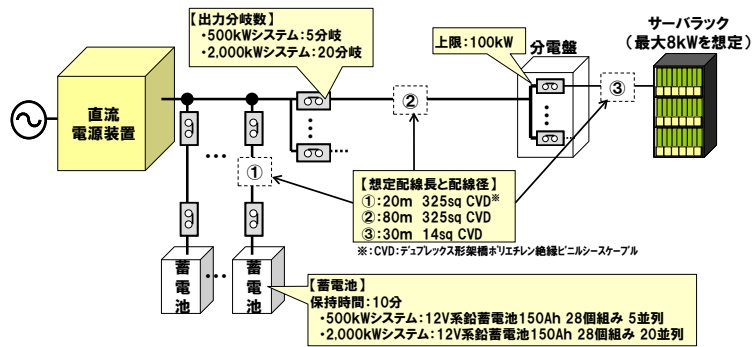 【出力分岐数】
・500kWシステム：5分岐
・2,000kWシステム：20分岐
上限：100kW
分電盤
サーバラック
（最大8kWを想定）
直流
電源装置
②
③
①
【想定配線長と配線径】
①：20m 325sq CVD※
②：80m 325sq CVD
③：30m 14sq CVD
※：CVD：デュプレックス形架橋ポリエチレン絶縁ビニルシースケーブル
蓄電池
蓄電池
【蓄電池】
保持時間：10分
・500kWシステム：12V系鉛蓄電池150Ah 28個組み 5並列
・2,000kWシステム：12V系鉛蓄電池150Ah 28個組み 20並列